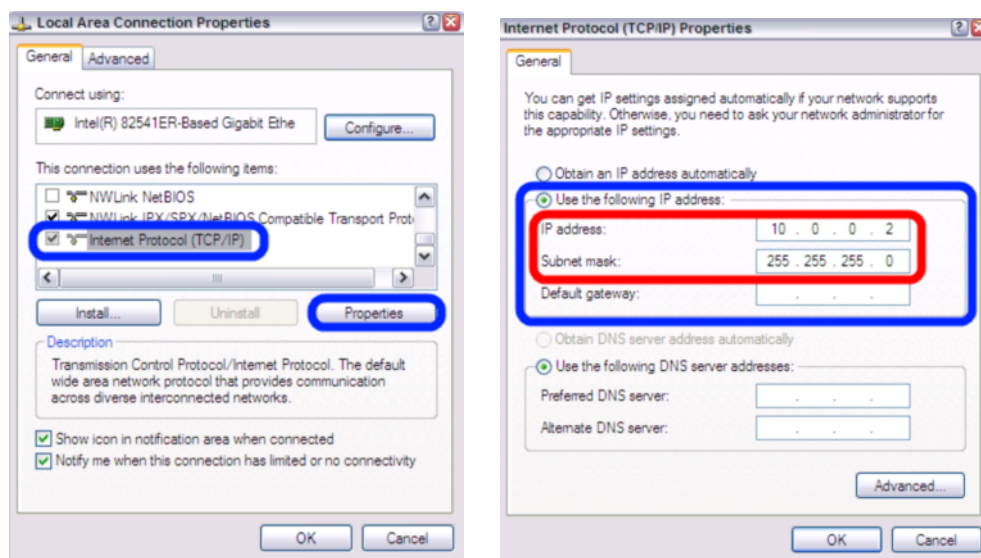 Local Area Connection Properties
General
Advanced
Connect using:
Intel(R) 82541ER-Based Gigabit Ethe
Configure...
This connection uses the following items:
NWLink NetBIOS
NWLink IPX/SPX/NetBIOS Compatible Transport Prot
Internet Protocol (TCP/IP)
Install...
Uninstall
Properties
Description
Transmission Control Protocol/Internet Protocol. The default
wide area network protocol that provides communication
across diverse interconnected networks.
Show icon in notification area when connected
Notify me when this connection has limited or no connectivity
OK
Cancel
Internet Protocol (TCP/IP) Properties
General
You can get IP settings assigned automatically if your network supports
this capability. Otherwise, you need to ask your network administrator for
the appropriate IP settings.
Obtain an IP address automatically
Use the following IP address:
IP address:
10 . 0 . 0 . 2
Subnet mask:
255 . 255 . 255 . 0
Default gateway:
. . .
Obtain DNS server address automatically
Use the following DNS server addresses:
Preferred DNS server:
. . .
Alternate DNS server:
. . .
Advanced...
OK
Cancel